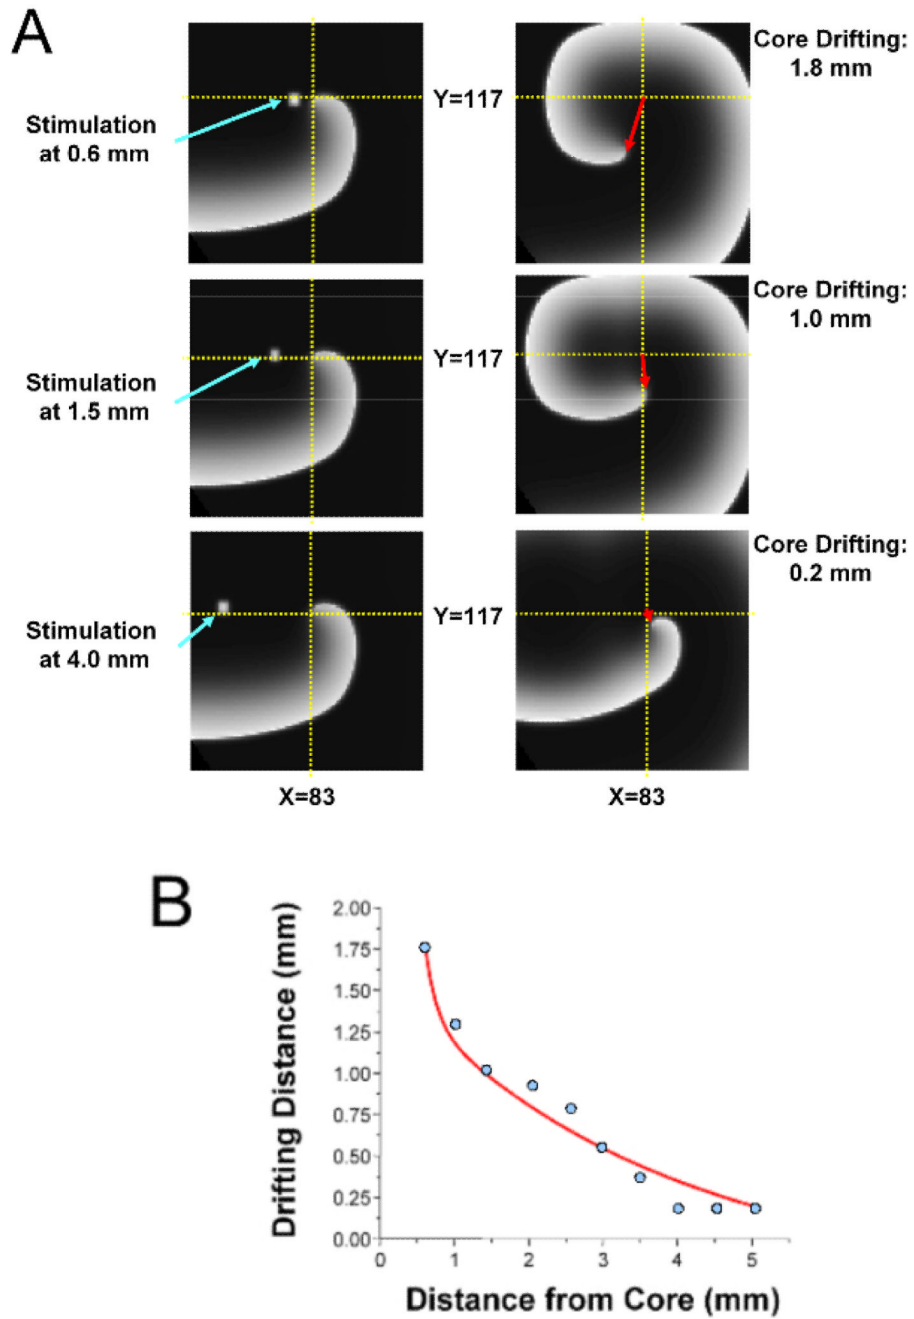 A
Stimulation
at 0.6 mm
Y=117
Core Drifting:
1.8 mm
Stimulation
at 1.5 mm
Y=117
Core Drifting:
1.0 mm
Stimulation
at 4.0 mm
Y=117
Core Drifting:
0.2 mm
X=83
X=83
B
Drifting Distance (mm)
2.00
1.75
1.50
1.25
1.00
0.75
0.50
0.25
0.00
0 1 2 3 4 5
Distance from Core (mm)